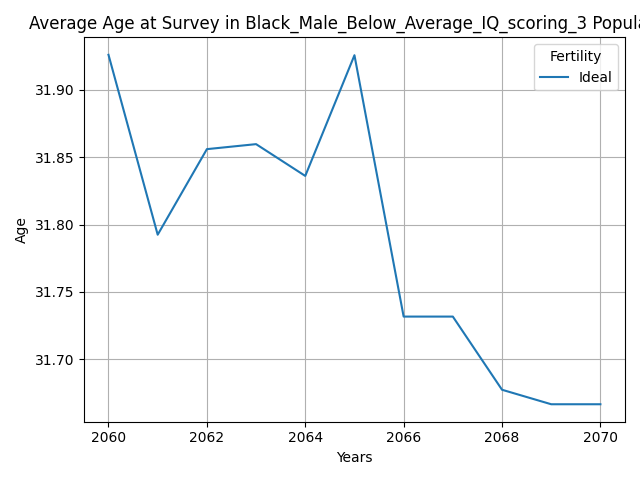 Average Age at Survey in Black_Male_Below_Average_IQ_scoring_3 Popula
Fertility
Ideal
31.90
31.85
31.80
31.75
31.70
Age
2060 2062 2064 2066 2068 2070
Years